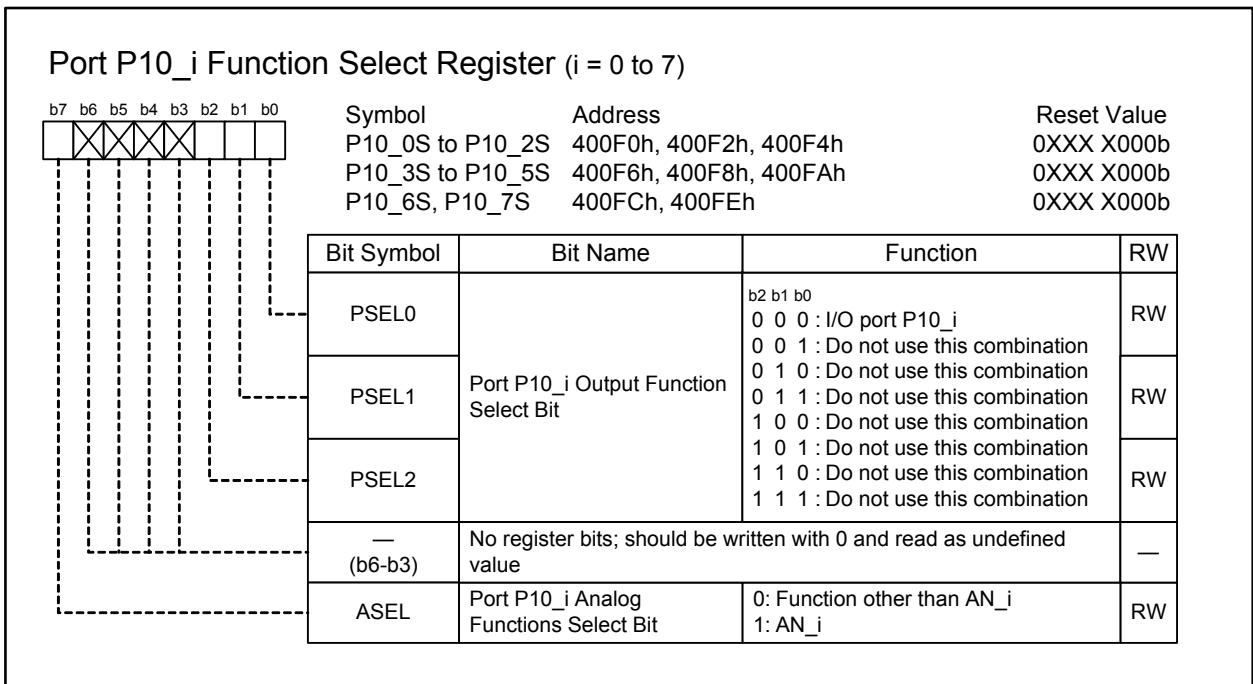 Port P10_i Function Select Register (i = 0 to 7)
b7 b6 b5 b4 b3 b2 b1 b0
Symbol Address Reset Value
P10_0S to P10_2S 400F0h, 400F2h, 400F4h 0XXX X000b
P10_3S to P10_5S 400F6h, 400F8h, 400FAh 0XXX X000b
P10_6S, P10_7S 400FCh, 400FEh 0XXX X000b
Bit Symbol Bit Name Function RW
PSEL0 RW
PSEL1 RW
PSEL2 RW
Port P10_i Output Function
Select Bit
b2 b1 b0
0 0 0 : I/O port P10_i
0 0 1 : Do not use this combination
0 1 0 : Do not use this combination
0 1 1 : Do not use this combination
1 0 0 : Do not use this combination
1 0 1 : Do not use this combination
1 1 0 : Do not use this combination
1 1 1 : Do not use this combination
—
(b6-b3)
No register bits; should be written with 0 and read as undefined
value
—
ASEL
Port P10_i Analog
Functions Select Bit
0: Function other than AN_i
1: AN_i
RW